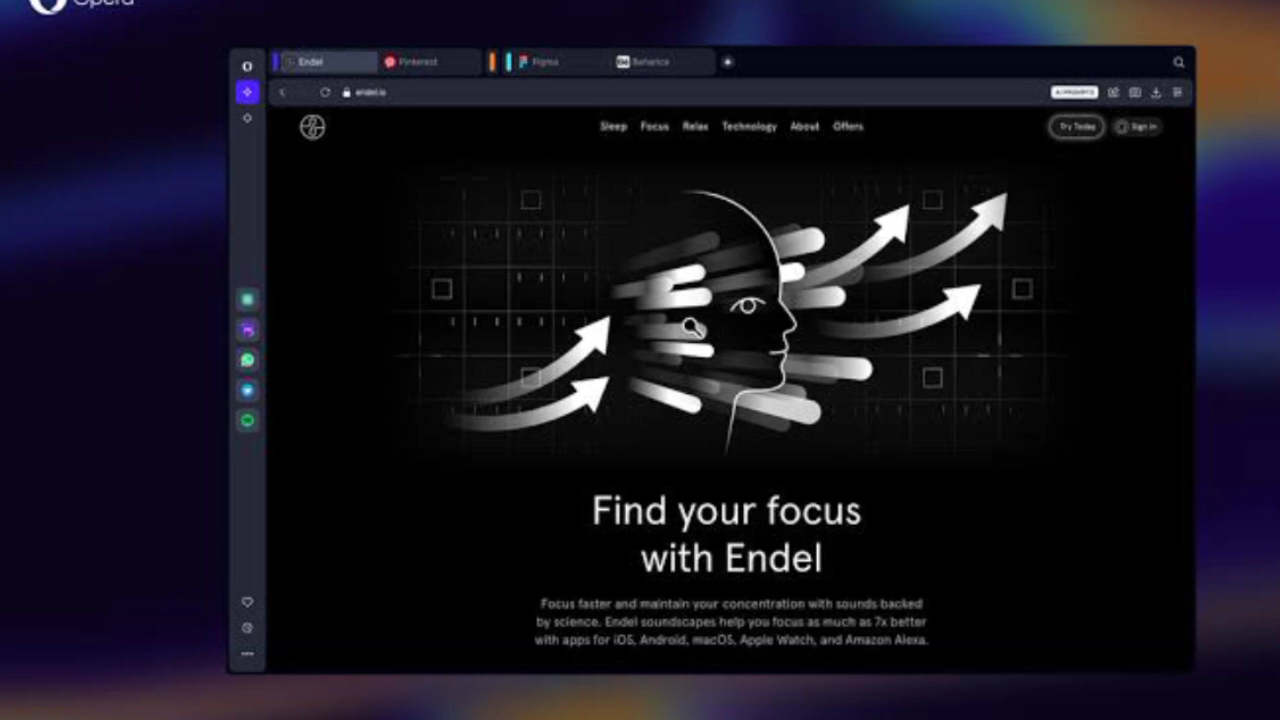 Opera
Endel
Pinterest
Figma
Behance
endel.io
AI PROMPTS
Sleep Focus Relax Technology About Offers
Try Today
Sign In
Find your focus
with Endel
Focus faster and maintain your concentration with sounds backed
by science. Endel soundscapes help you focus as much as 7x better
with apps for iOS, Android, macOS, Apple Watch, and Amazon Alexa.